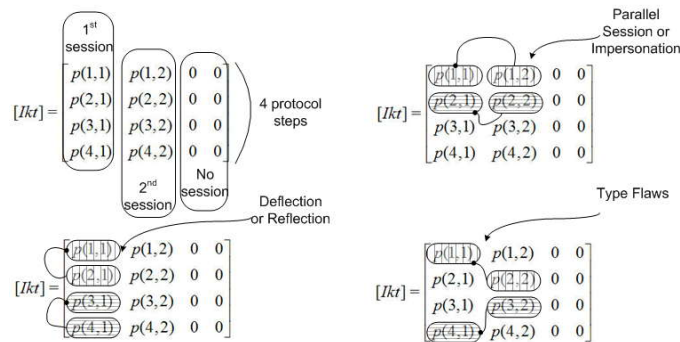 1st session
[Ikt] =
p(1,1) p(1,2) 0 0
p(2,1) p(2,2) 0 0
p(3,1) p(3,2) 0 0
p(4,1) p(4,2) 0 0
4 protocol steps
2nd session
No session
Parallel Session or Impersonation
[Ikt] =
p(1,1) p(1,2) 0 0
p(2,1) p(2,2) 0 0
p(3,1) p(3,2) 0 0
p(4,1) p(4,2) 0 0
Deflection or Reflection
[Ikt] =
p(1,1) p(1,2) 0 0
p(2,1) p(2,2) 0 0
p(3,1) p(3,2) 0 0
p(4,1) p(4,2) 0 0
Type Flaws
[Ikt] =
p(1,1) p(1,2) 0 0
p(2,1) p(2,2) 0 0
p(3,1) p(3,2) 0 0
p(4,1) p(4,2) 0 0